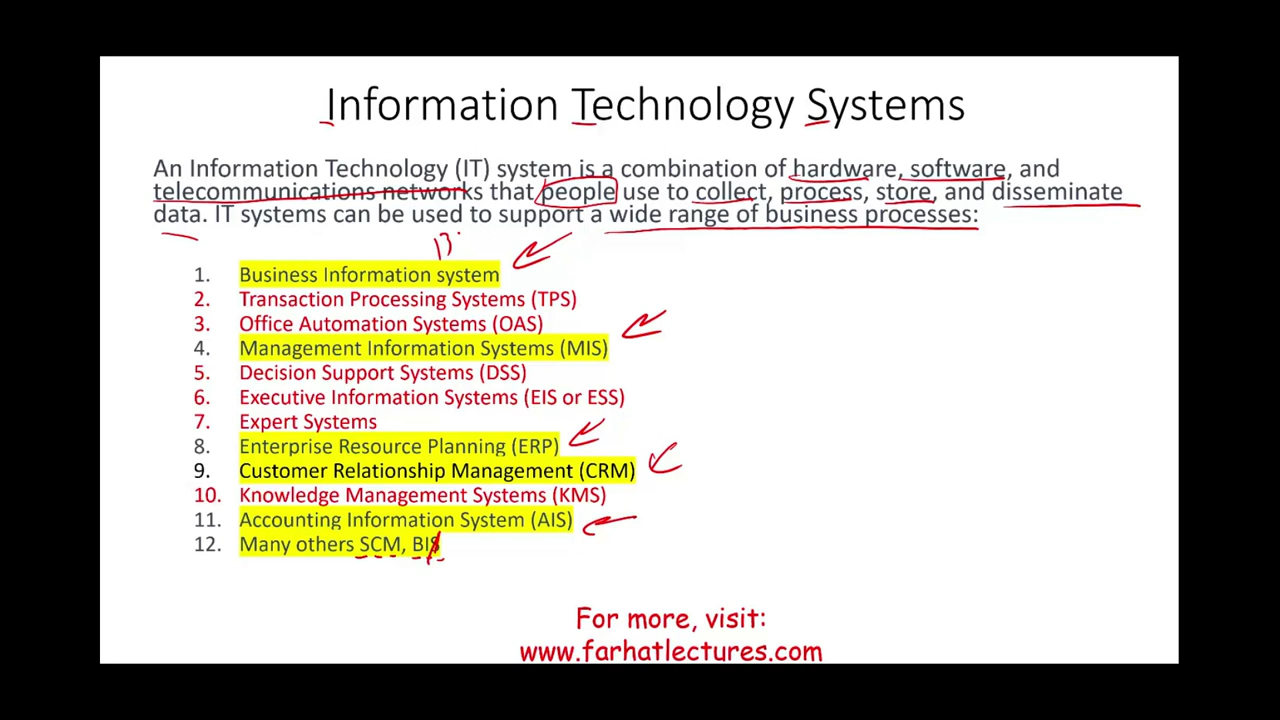 Information Technology Systems
An Information Technology (IT) system is a combination of hardware, software, and
telecommunications networks that people use to collect, process, store, and disseminate
data. IT systems can be used to support a wide range of business processes:
1. Business Information system
2. Transaction Processing Systems (TPS)
3. Office Automation Systems (OAS)
4. Management Information Systems (MIS)
5. Decision Support Systems (DSS)
6. Executive Information Systems (EIS or ESS)
7. Expert Systems
8. Enterprise Resource Planning (ERP)
9. Customer Relationship Management (CRM)
10. Knowledge Management Systems (KMS)
11. Accounting Information System (AIS)
12. Many others SCM, BIS
For more, visit:
www.farhatlectures.com